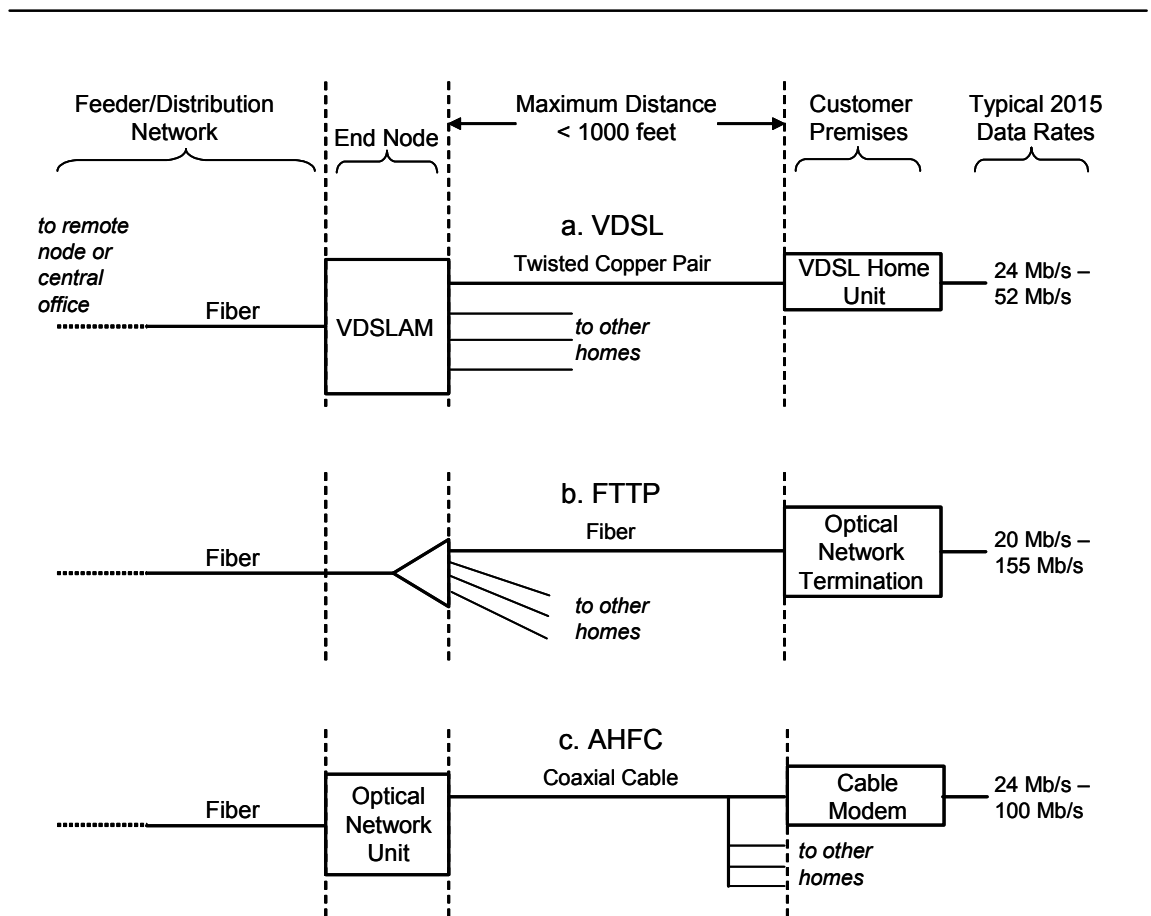 Feeder/Distribution
Network
End Node
Maximum Distance
< 1000 feet
Customer
Premises
Typical 2015
Data Rates
to remote
node or
central
office
a. VDSL
Twisted Copper Pair
VDSL Home
Unit
24 Mb/s –
52 Mb/s
Fiber
VDSLAM
to other
homes
b. FTTP
Fiber
Optical
Network
Termination
20 Mb/s –
155 Mb/s
Fiber
to other
homes
c. AHFC
Coaxial Cable
Cable
Modem
24 Mb/s –
100 Mb/s
Fiber
Optical
Network
Unit
to other
homes